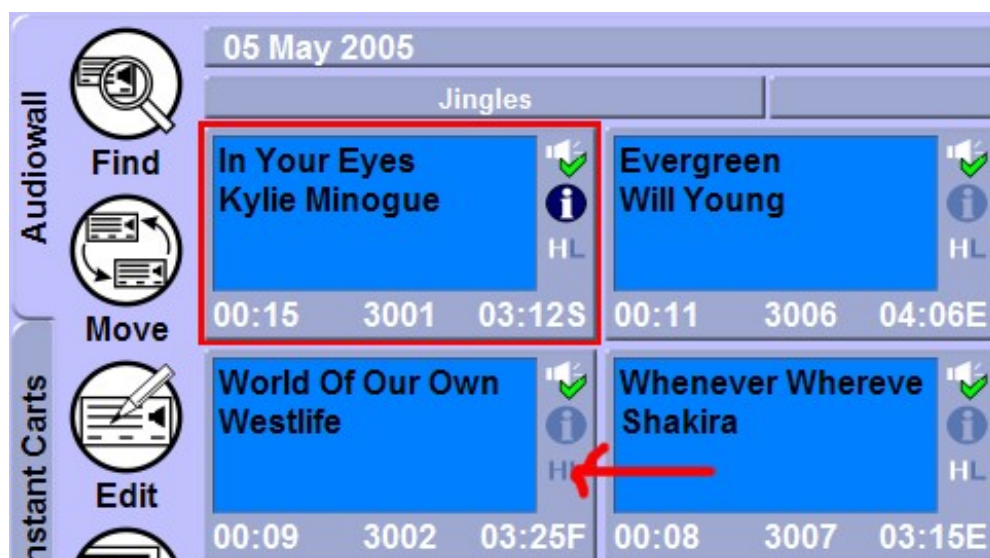 05 May 2005
Jingles
Audiowall
Find
Move
Instant Carts
Edit
In Your Eyes
Kylie Minogue
HL
00:15 3001 03:12S
Evergreen
Will Young
HL
00:11 3006 04:06E
World Of Our Own
Westlife
HL
00:09 3002 03:25F
Whenever Whereve
Shakira
HL
00:08 3007 03:15E